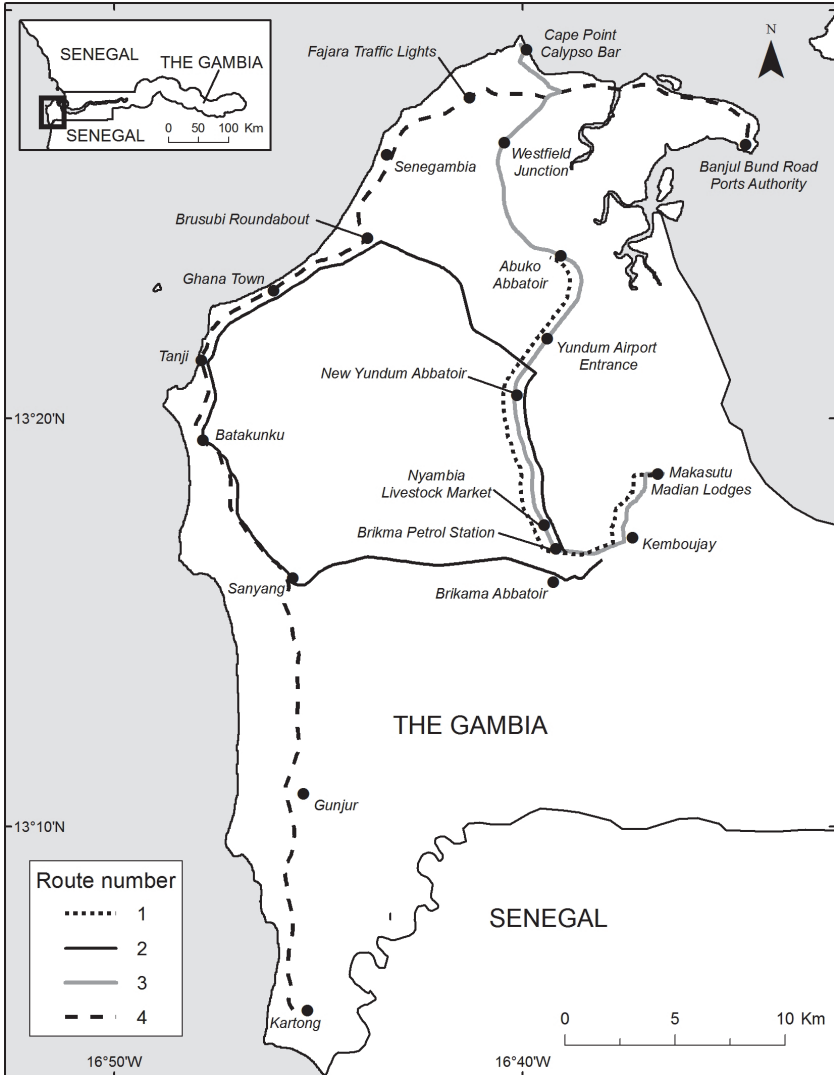 SENEGAL
THE GAMBIA
SENEGAL
0 50 100 Km
Cape Point
Calypso Bar
N
Fajara Traffic Lights
Westfield
Junction
Senegambia
Banjul Bund Road
Ports Authority
Brusubi Roundabout
Abuko
Abbatoir
Ghana Town
Yundum Airport
Entrance
Tanji
New Yundum Abbatoir
13°20'N
Batakunku
Nyambia
Livestock Market
Makasutu
Madian Lodges
Brikma Petrol Station
Kemboujay
Sanyang
Brikama Abbatoir
THE GAMBIA
Gunjur
13°10'N
Route number
1
2
3
4
SENEGAL
Kartong
0 5 10 Km
16°50'W
16°40'W